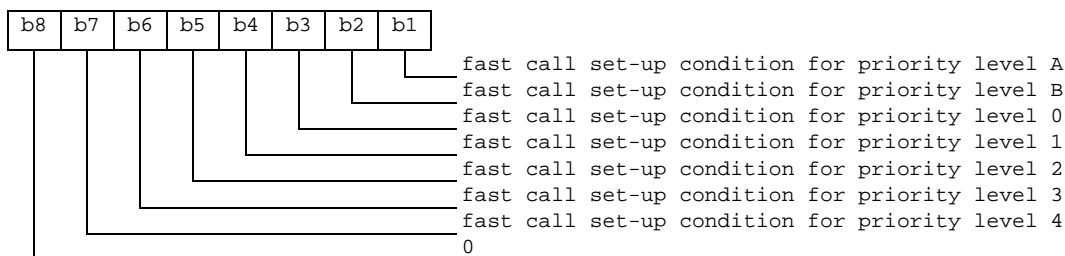 b8 b7 b6 b5 b4 b3 b2 b1
fast call set-up condition for priority level A
fast call set-up condition for priority level B
fast call set-up condition for priority level 0
fast call set-up condition for priority level 1
fast call set-up condition for priority level 2
fast call set-up condition for priority level 3
fast call set-up condition for priority level 4
0